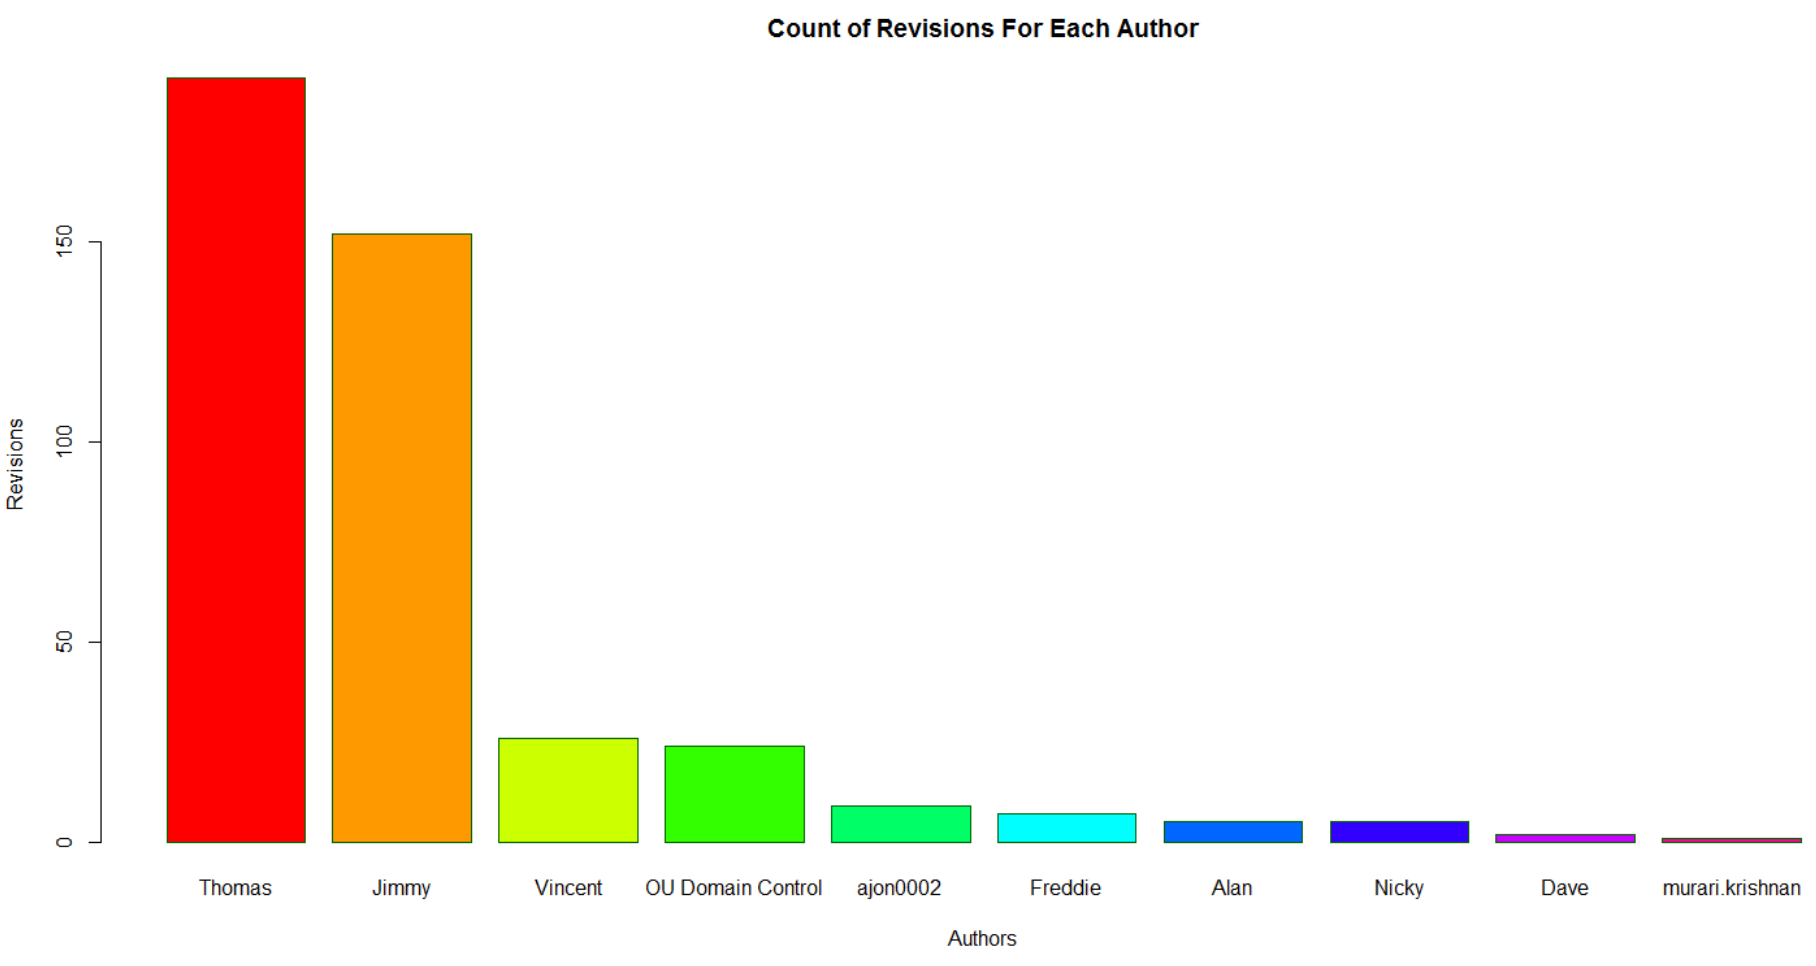 Count of Revisions For Each Author
150
100
50
0
Revisions
Thomas
Jimmy
Vincent
OU Domain Control
ajon0002
Freddie
Alan
Nicky
Dave
murari.krishnan
Authors